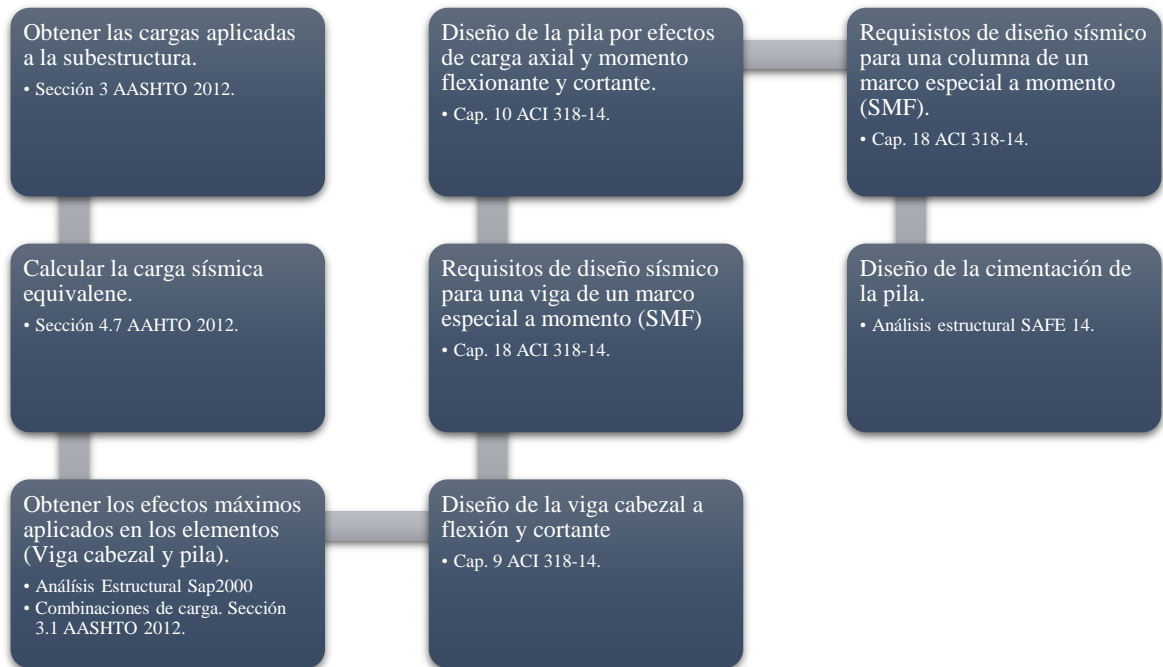 Obtener las cargas aplicadas
a la subestructura.
• Sección 3 AASHTO 2012.
Calcular la carga sísmica
equivalene.
• Sección 4.7 AAHTO 2012.
Obtener los efectos máximos
aplicados en los elementos
(Viga cabezal y pila).
• Análísis Estructural Sap2000
• Combinaciones de carga. Sección
3.1 AASHTO 2012.
Diseño de la viga cabezal a
flexión y cortante
• Cap. 9 ACI 318-14.
Requisitos de diseño sísmico
para una viga de un marco
especial a momento (SMF)
• Cap. 18 ACI 318-14.
Diseño de la pila por efectos
de carga axial y momento
flexionante y cortante.
• Cap. 10 ACI 318-14.
Requisistos de diseño sísmico
para una columna de un
marco especial a momento
(SMF).
• Cap. 18 ACI 318-14.
Diseño de la cimentación de
la pila.
• Análisis estructural SAFE 14.